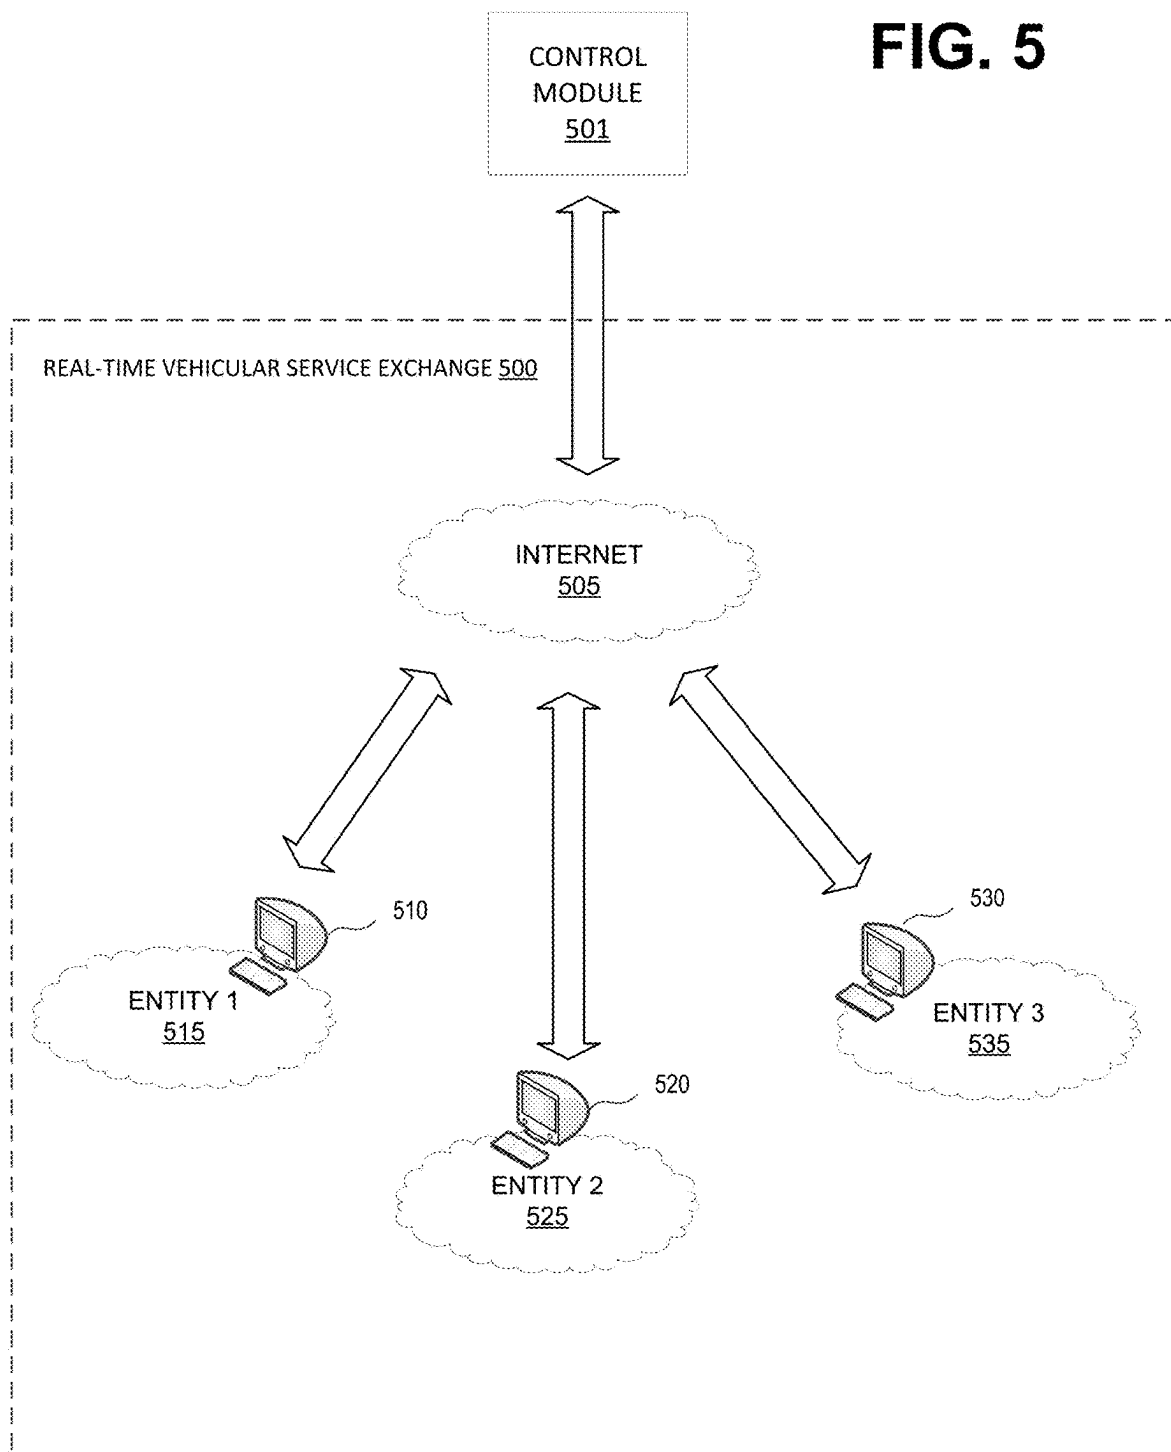 FIG. 5
CONTROL
MODULE
501
REAL-TIME VEHICULAR SERVICE EXCHANGE 500
INTERNET
505
510
530
ENTITY 1
515
ENTITY 3
535
520
ENTITY 2
525